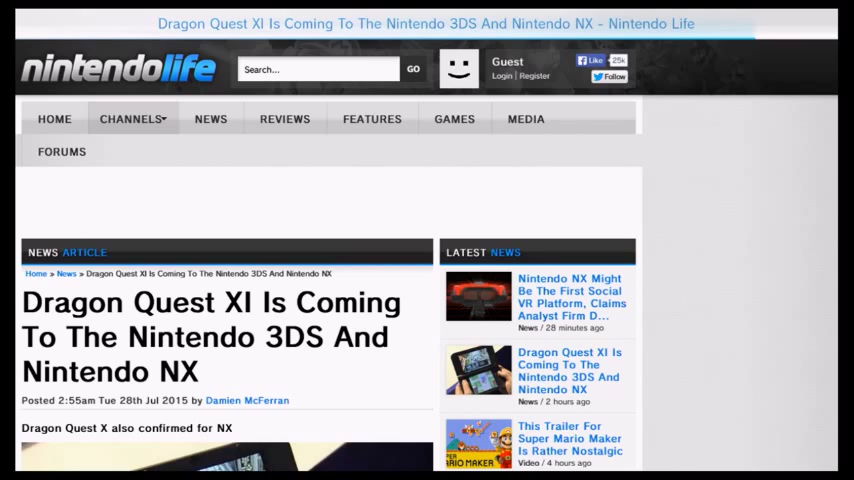 Dragon Quest XI Is Coming To The Nintendo 3DS And Nintendo NX - Nintendo Life
nintendolife
Search...
GO
Guest
Login | Register
Like
25k
Follow
HOME
CHANNELS
NEWS
REVIEWS
FEATURES
GAMES
MEDIA
FORUMS
NEWS ARTICLE
Home » News » Dragon Quest XI Is Coming To The Nintendo 3DS And Nintendo NX
Dragon Quest XI Is Coming
To The Nintendo 3DS And
Nintendo NX
Posted 2:55am Tue 28th Jul 2015 by Damien McFerran
Dragon Quest X also confirmed for NX
LATEST NEWS
Nintendo NX Might
Be The First Social
VR Platform, Claims
Analyst Firm D...
News / 28 minutes ago
Dragon Quest XI Is
Coming To The
Nintendo 3DS And
Nintendo NX
News / 2 hours ago
This Trailer For
Super Mario Maker
Is Rather Nostalgic
Video / 4 hours ago
PER
ARIO MAKER